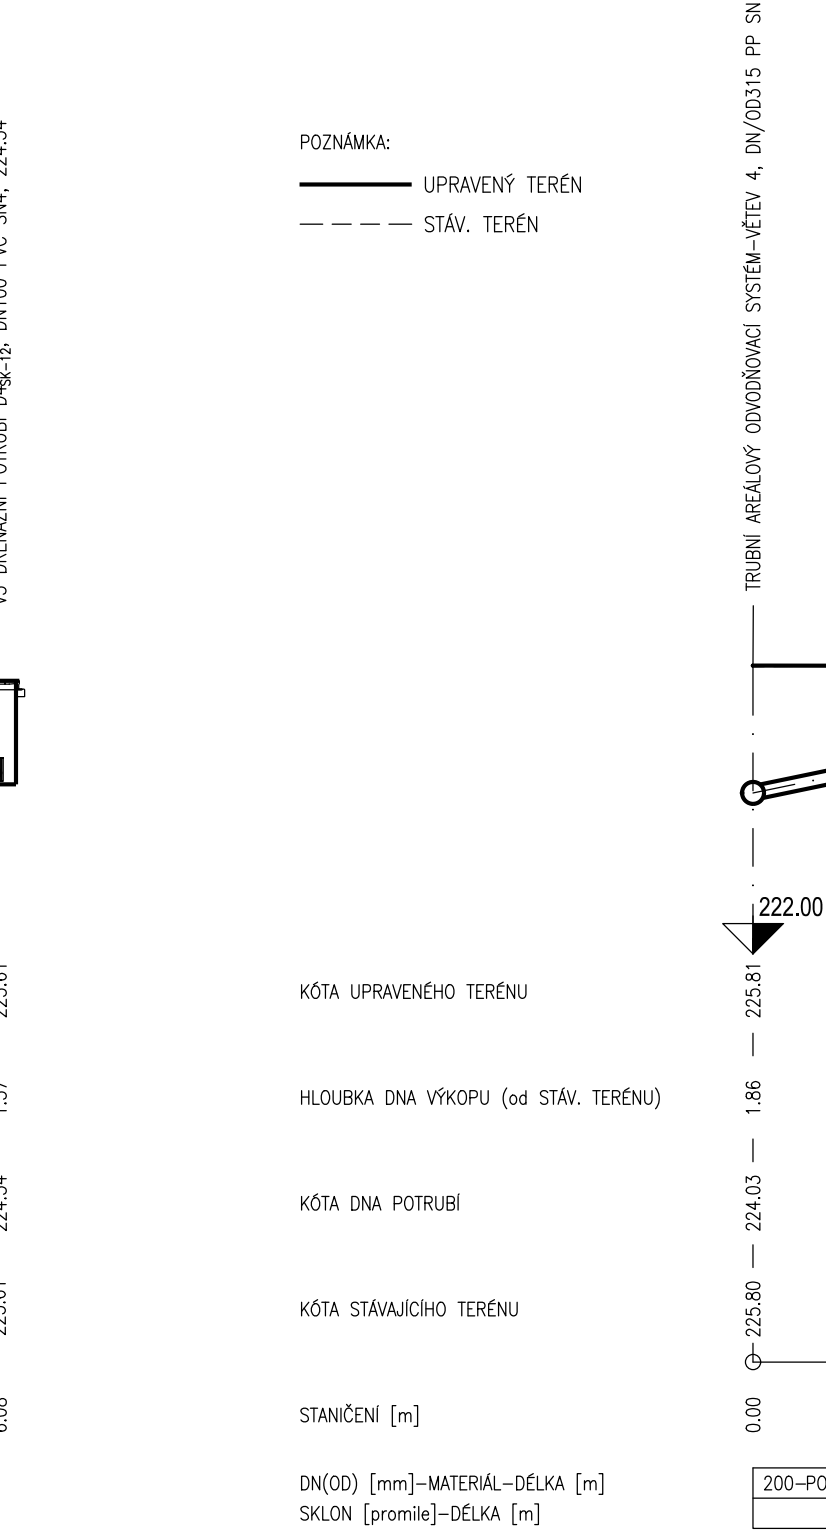 POZNÁMKA:
UPRAVENÝ TERÉN
STÁV. TERÉN
TRUBNÍ AREÁLOVÝ ODVODŇOVACÍ SYSTÉM-VĚTEV 4, DN/OD315 PP SN
222.00
KÓTA UPRAVENÉHO TERÉNU
225.81
HLOUBKA DNA VÝKOPU (od STÁV. TERÉNU)
1.86
KÓTA DNA POTRUBÍ
224.03
KÓTA STÁVAJÍCÍHO TERÉNU
225.80
STANIČENÍ [m]
0.00
DN(OD) [mm]-MATERIÁL-DÉLKA [m]
200-PO
SKLON [promile]-DÉLKA [m]